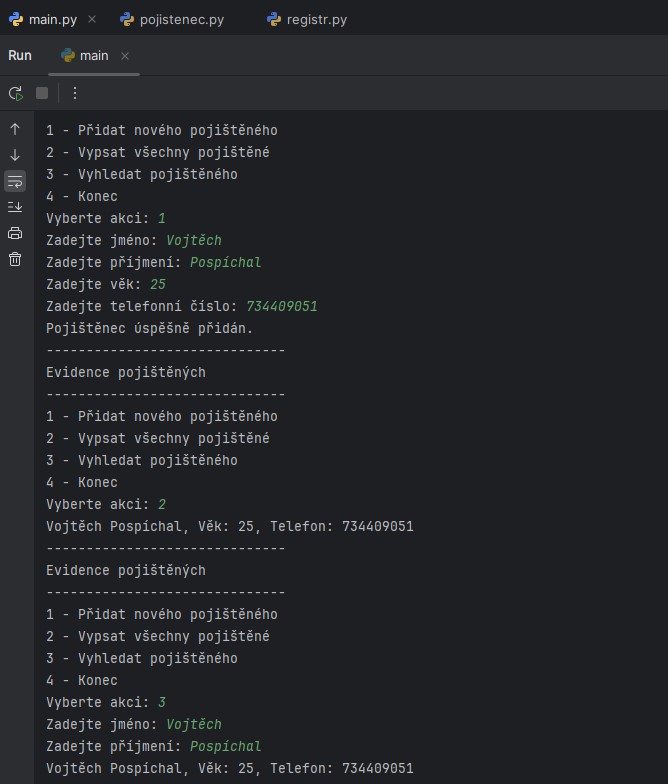 main.py pojistenec.py registr.py
Run main
1 - Přidat nového pojištěného
2 - Vypsat všechny pojištěné
3 - Vyhledat pojištěného
4 - Konec
Vyberte akci: 1
Zadejte jméno: Vojtěch
Zadejte příjmení: Pospíchal
Zadejte věk: 25
Zadejte telefonní číslo: 734409051
Pojištěnec úspěšně přidán.
------------------------------
Evidence pojištěných
------------------------------
1 - Přidat nového pojištěného
2 - Vypsat všechny pojištěné
3 - Vyhledat pojištěného
4 - Konec
Vyberte akci: 2
Vojtěch Pospíchal, Věk: 25, Telefon: 734409051
------------------------------
Evidence pojištěných
------------------------------
1 - Přidat nového pojištěného
2 - Vypsat všechny pojištěné
3 - Vyhledat pojištěného
4 - Konec
Vyberte akci: 3
Zadejte jméno: Vojtěch
Zadejte příjmení: Pospíchal
Vojtěch Pospíchal, Věk: 25, Telefon: 734409051